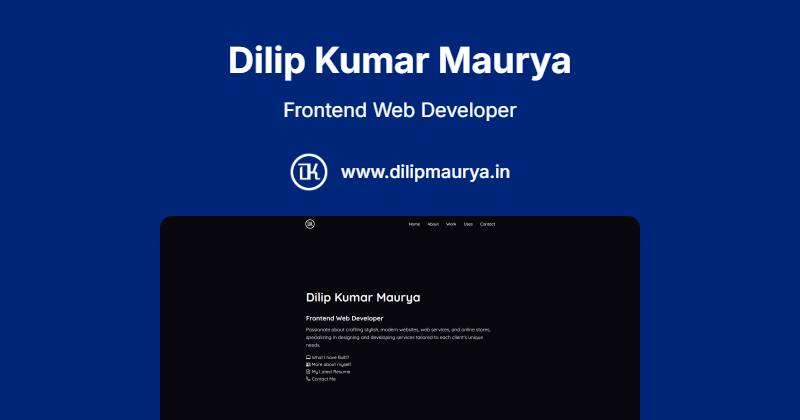 Dilip Kumar Maurya
Frontend Web Developer
DK www.dilipmaurya.in
DK Home About Work Uses Contact
Dilip Kumar Maurya
Frontend Web Developer
Passionate about crafting stylish, modern websites, web services, and online stores,
specializing in designing and developing services tailored to each client's unique
needs.
What I have Built?
More about myself
My Latest Resume
Contact Me